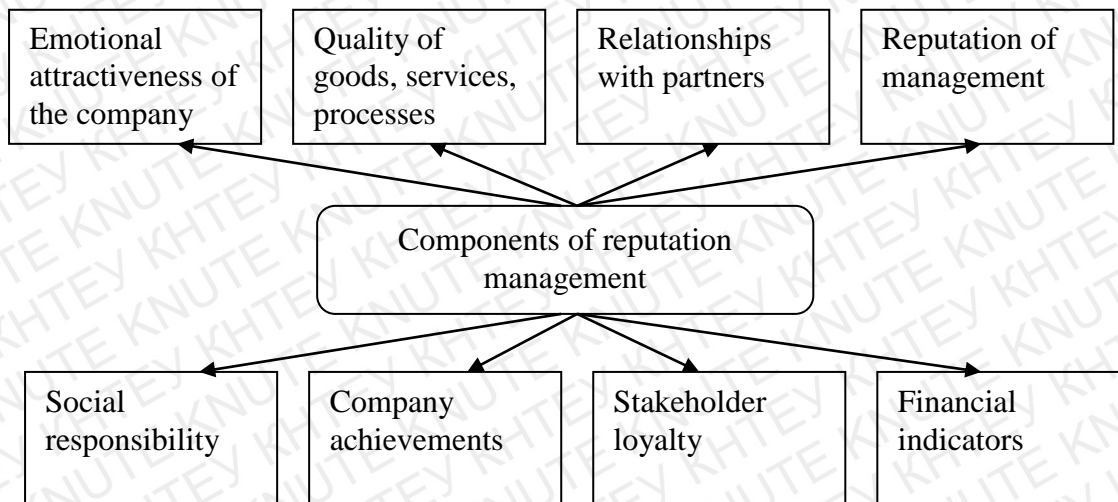 Emotional
attractiveness of
the company
Quality of
goods, services,
processes
Relationships
with partners
Reputation of
management
Components of reputation
management
Social
responsibility
Company
achievements
Stakeholder
loyalty
Financial
indicators